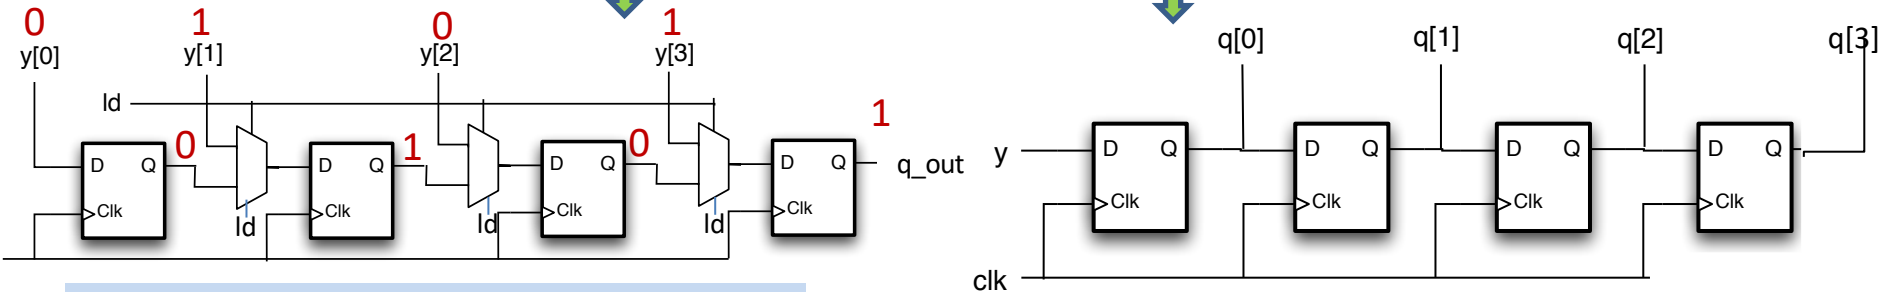 0 1 0 1
y[0] y[1] y[2] y[3]
ld
0 1 0 1
D Q D Q D Q D Q q_out
Clk Clk Clk Clk
ld ld ld
q[0] q[1] q[2] q[3]
y D Q D Q D Q D Q
Clk Clk Clk Clk
clk